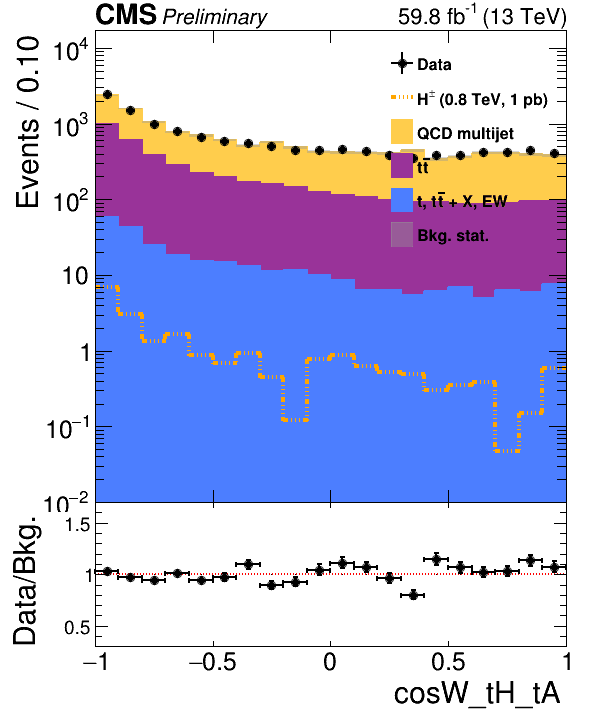 CMS Preliminary 59.8 fb⁻¹ (13 TeV)
Events / 0.10
10⁴
10³
10²
10
1
10⁻¹
10⁻²
Data
H± (0.8 TeV, 1 pb)
QCD multijet
tt̄
t, tt̄ + X, EW
Bkg. stat.
Data/Bkg.
1.5
1
0.5
−1 −0.5 0 0.5 1
cosW_tH_tA